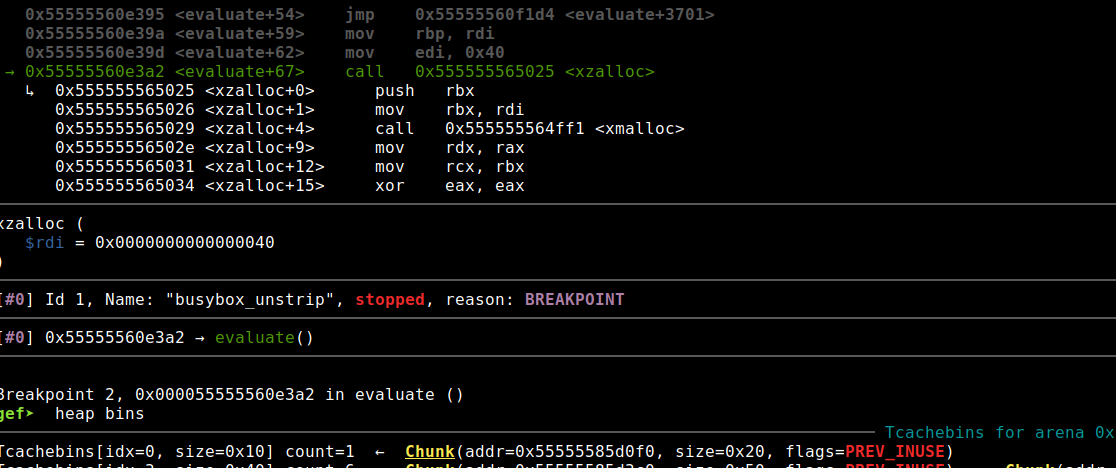 0x55555560e395 <evaluate+54> jmp 0x55555560f1d4 <evaluate+3701>
0x55555560e39a <evaluate+59> mov rbp, rdi
0x55555560e39d <evaluate+62> mov edi, 0x40
→ 0x55555560e3a2 <evaluate+67> call 0x555555565025 <xzalloc>
↳ 0x555555565025 <xzalloc+0> push rbx
0x555555565026 <xzalloc+1> mov rbx, rdi
0x555555565029 <xzalloc+4> call 0x555555564ff1 <xmalloc>
0x55555556502e <xzalloc+9> mov rdx, rax
0x555555565031 <xzalloc+12> mov rcx, rbx
0x555555565034 <xzalloc+15> xor eax, eax
xzalloc (
$rdi = 0x0000000000000040
)
[#0] Id 1, Name: "busybox_unstrip", stopped, reason: BREAKPOINT
[#0] 0x55555560e3a2 → evaluate()
Breakpoint 2, 0x000055555560e3a2 in evaluate ()
gef➤ heap bins
Tcachebins for arena 0x
Tcachebins[idx=0, size=0x10] count=1 ← Chunk(addr=0x55555585d0f0, size=0x20, flags=PREV_INUSE)